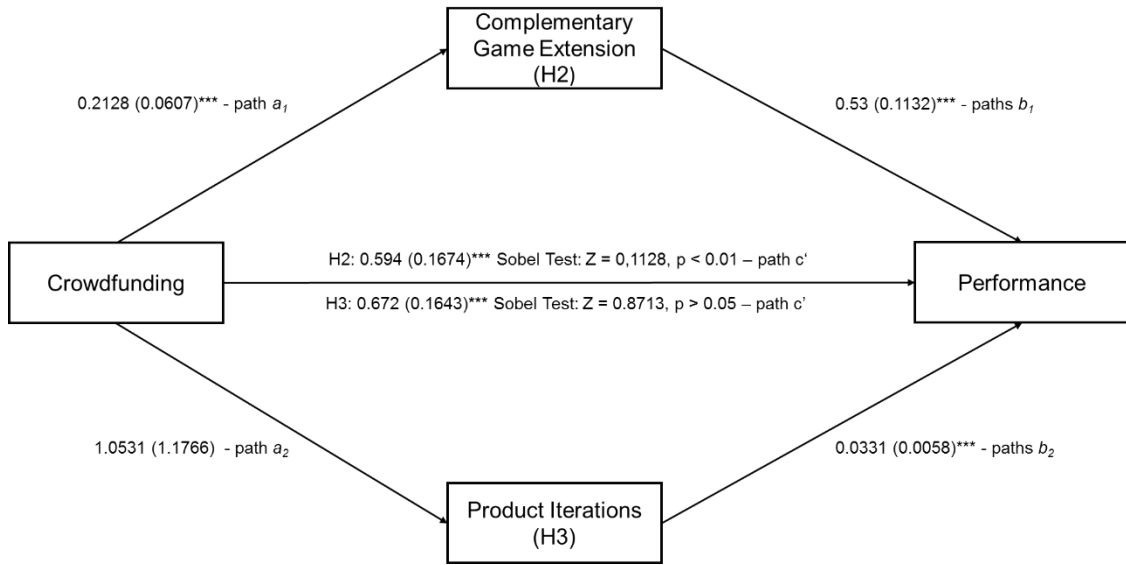 Complementary
Game Extension
(H2)
0.2128 (0.0607)*** - path a₁
0.53 (0.1132)*** - paths b₁
H2: 0.594 (0.1674)*** Sobel Test: Z = 0,1128, p < 0.01 – path c‘
Crowdfunding
Performance
H3: 0.672 (0.1643)*** Sobel Test: Z = 0.8713, p > 0.05 – path c’
1.0531 (1.1766) - path a₂
0.0331 (0.0058)*** - paths b₂
Product Iterations
(H3)